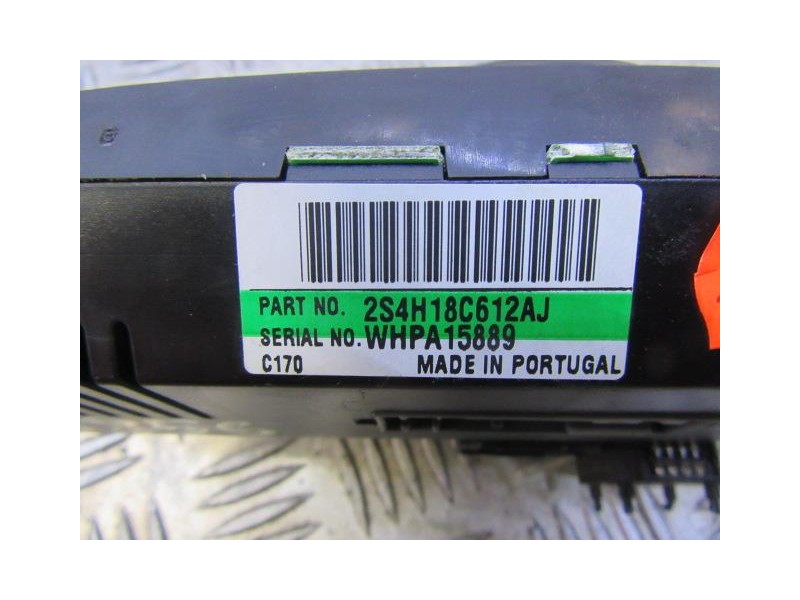 PART NO. 2S4H18C612AJ
SERIAL NO. WHPA15889
C170 MADE IN PORTUGAL